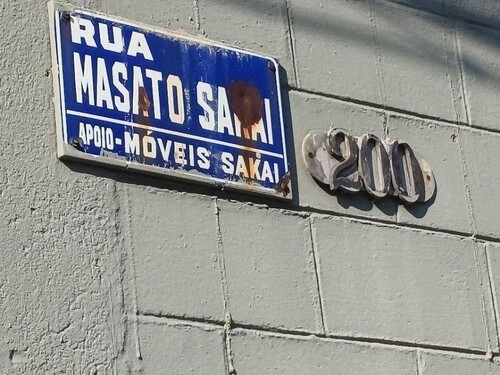 RUA
MASATO SAKAI
APOIO-MÓVEIS SAKAI
200